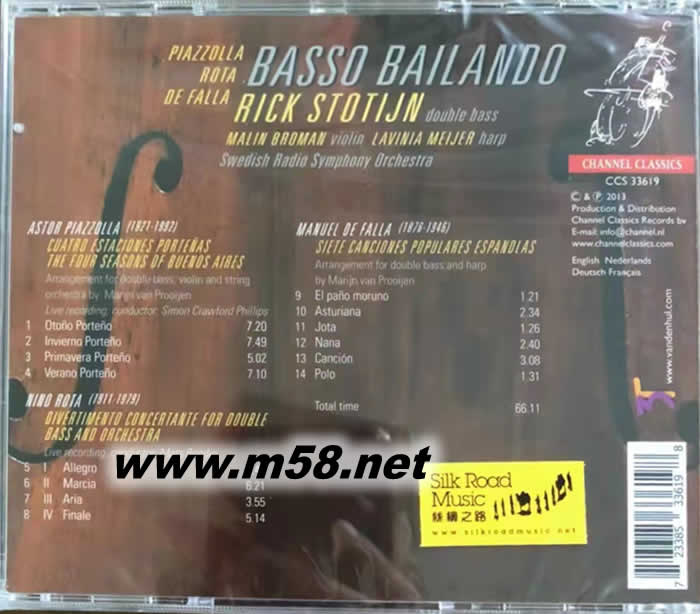 PIAZZOLLA
ROTA
DE FALLA
BASSO BAILANDO
RICK STOTIJN double bass
MALIN BROMAN violin LAVINIA MEIJER harp
Swedish Radio Symphony Orchestra
CHANNEL CLASSICS
CCS 33619
© & ℗ 2013
Production & Distribution
Channel Classics Records bv
E-mail: info@channel.nl
www.channelclassics.com
English Nederlands
Deutsch Français
www.vandenhul.com
ASTOR PIAZZOLLA (1921-1992)
CUATRO ESTACIONES PORTEÑAS
THE FOUR SEASONS OF BUENOS AIRES
Arrangement for double bass, violin and string
orchestra by Marijn van Prooijen
Live recording, conductor: Simon Crawford Phillips
1 Otoño Porteño 7.20
2 Invierno Porteño 7.49
3 Primavera Porteño 5.02
4 Verano Porteño 7.10
NINO ROTA (1911-1979)
DIVERTIMENTO CONCERTANTE FOR DOUBLE
BASS AND ORCHESTRA
Live recording
5 I Allegro
6 II Marcia 6.21
7 III Aria 3.55
8 IV Finale 5.14
MANUEL DE FALLA (1876-1946)
SIETE CANCIONES POPULARES ESPANOLAS
Arrangement for double bass and harp
by Marijn van Prooijen
9 El paño moruno 1.21
10 Asturiana 2.34
11 Jota 1.26
12 Nana 2.40
13 Canción 3.08
14 Polo 1.31
Total time 66.11
www.m58.net
Silk Road
Music
絲綢之路
www.silkroadmusic.net
7 23385 33619 8